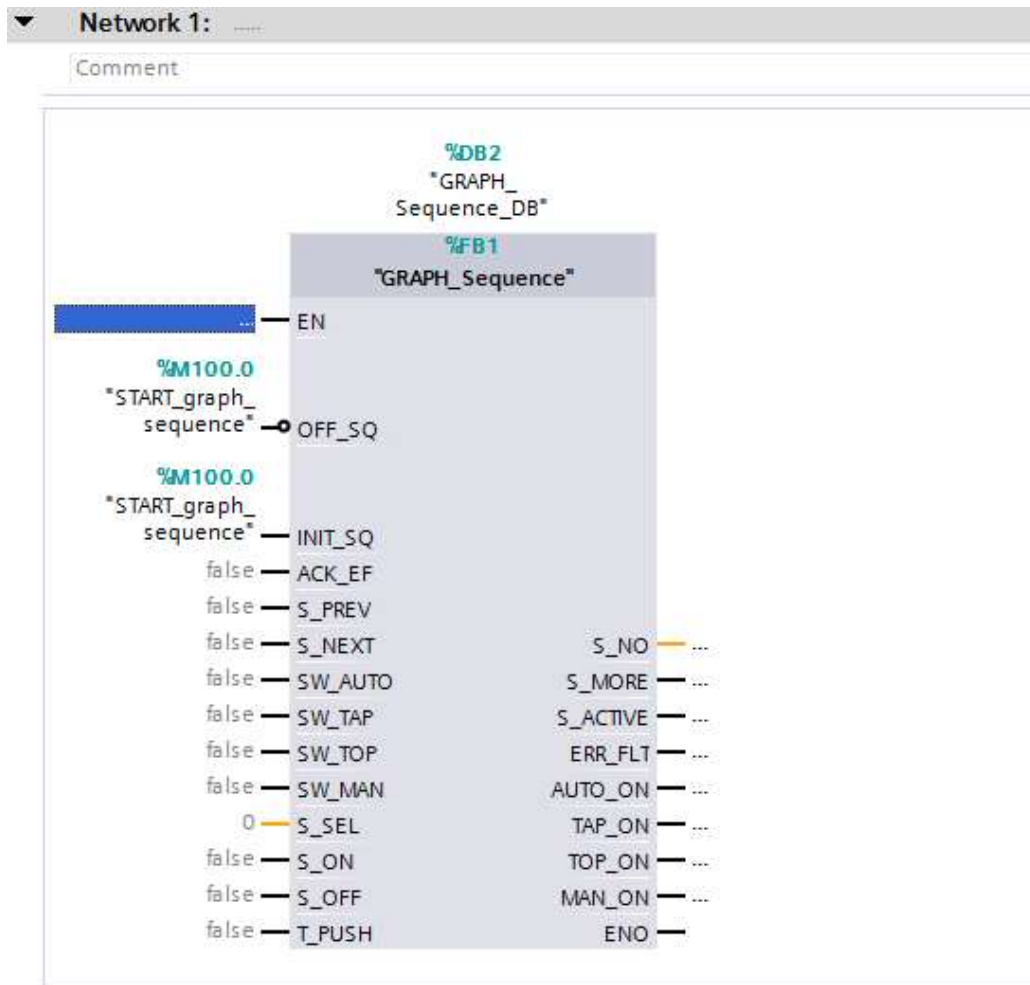 Network 1: .....
Comment
%DB2
"GRAPH_
Sequence_DB"
%FB1
"GRAPH_Sequence"
... EN
%M100.0
"START_graph_
sequence" OFF_SQ
%M100.0
"START_graph_
sequence" INIT_SQ
false ACK_EF
false S_PREV
false S_NEXT S_NO ...
false SW_AUTO S_MORE ...
false SW_TAP S_ACTIVE ...
false SW_TOP ERR_FLT ...
false SW_MAN AUTO_ON ...
0 S_SEL TAP_ON ...
false S_ON TOP_ON ...
false S_OFF MAN_ON ...
false T_PUSH ENO